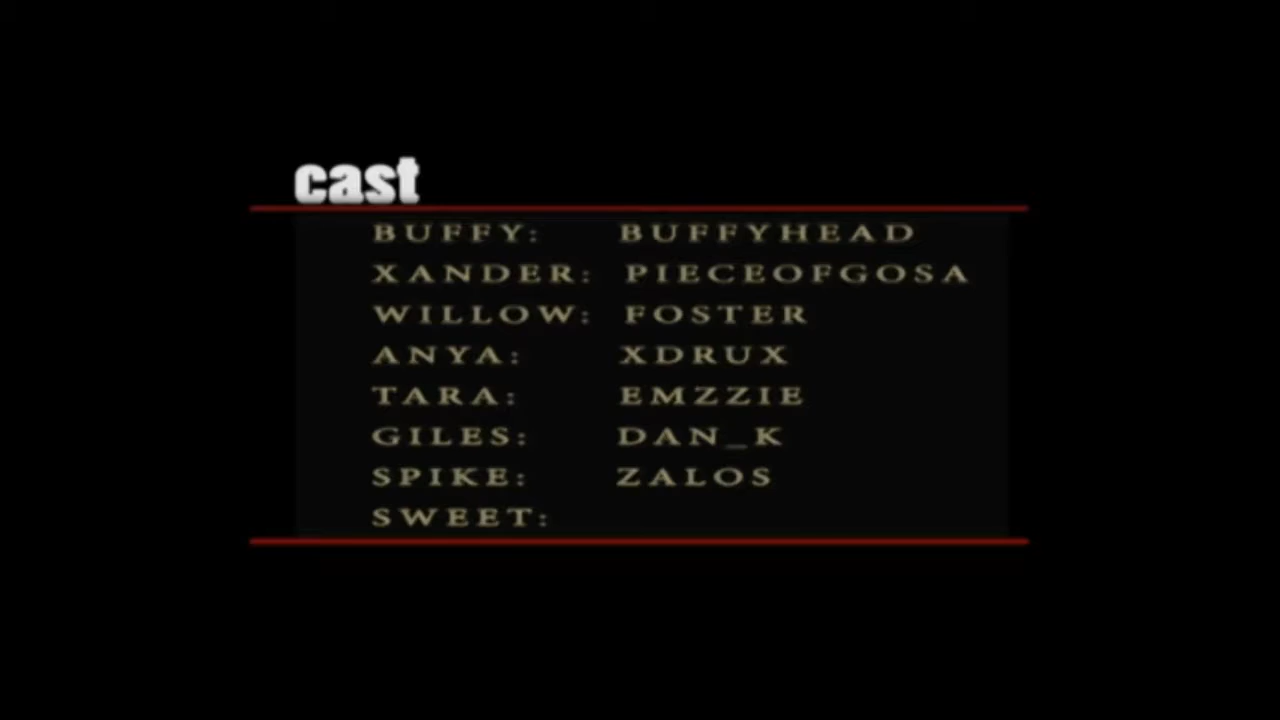 cast
BUFFY: BUFFYHEAD
XANDER: PIECEOFGOSA
WILLOW: FOSTER
ANYA: XDRUX
TARA: EMZZIE
GILES: DAN_K
SPIKE: ZALOS
SWEET: